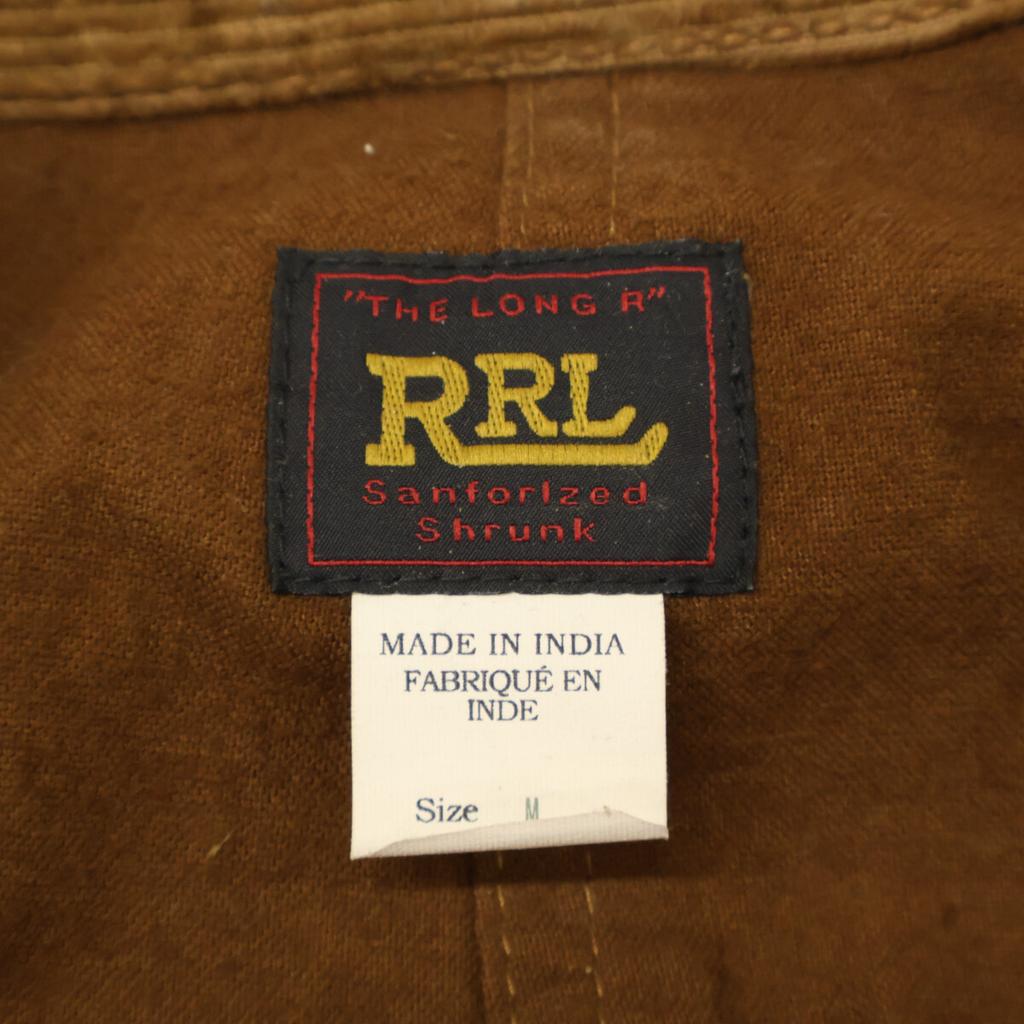 "THE LONG R"
RRL
Sanforized
Shrunk
MADE IN INDIA
FABRIQUÉ EN
INDE
Size M